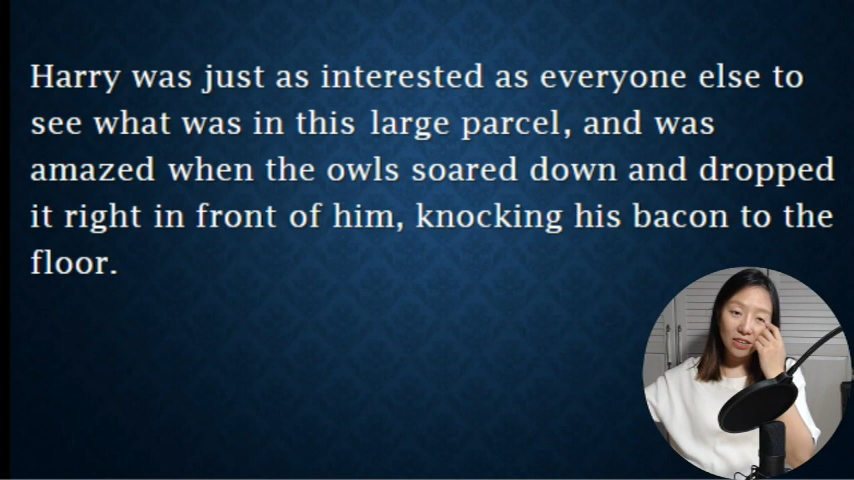 Harry was just as interested as everyone else to
see what was in this large parcel, and was
amazed when the owls soared down and dropped
it right in front of him, knocking his bacon to the
floor.